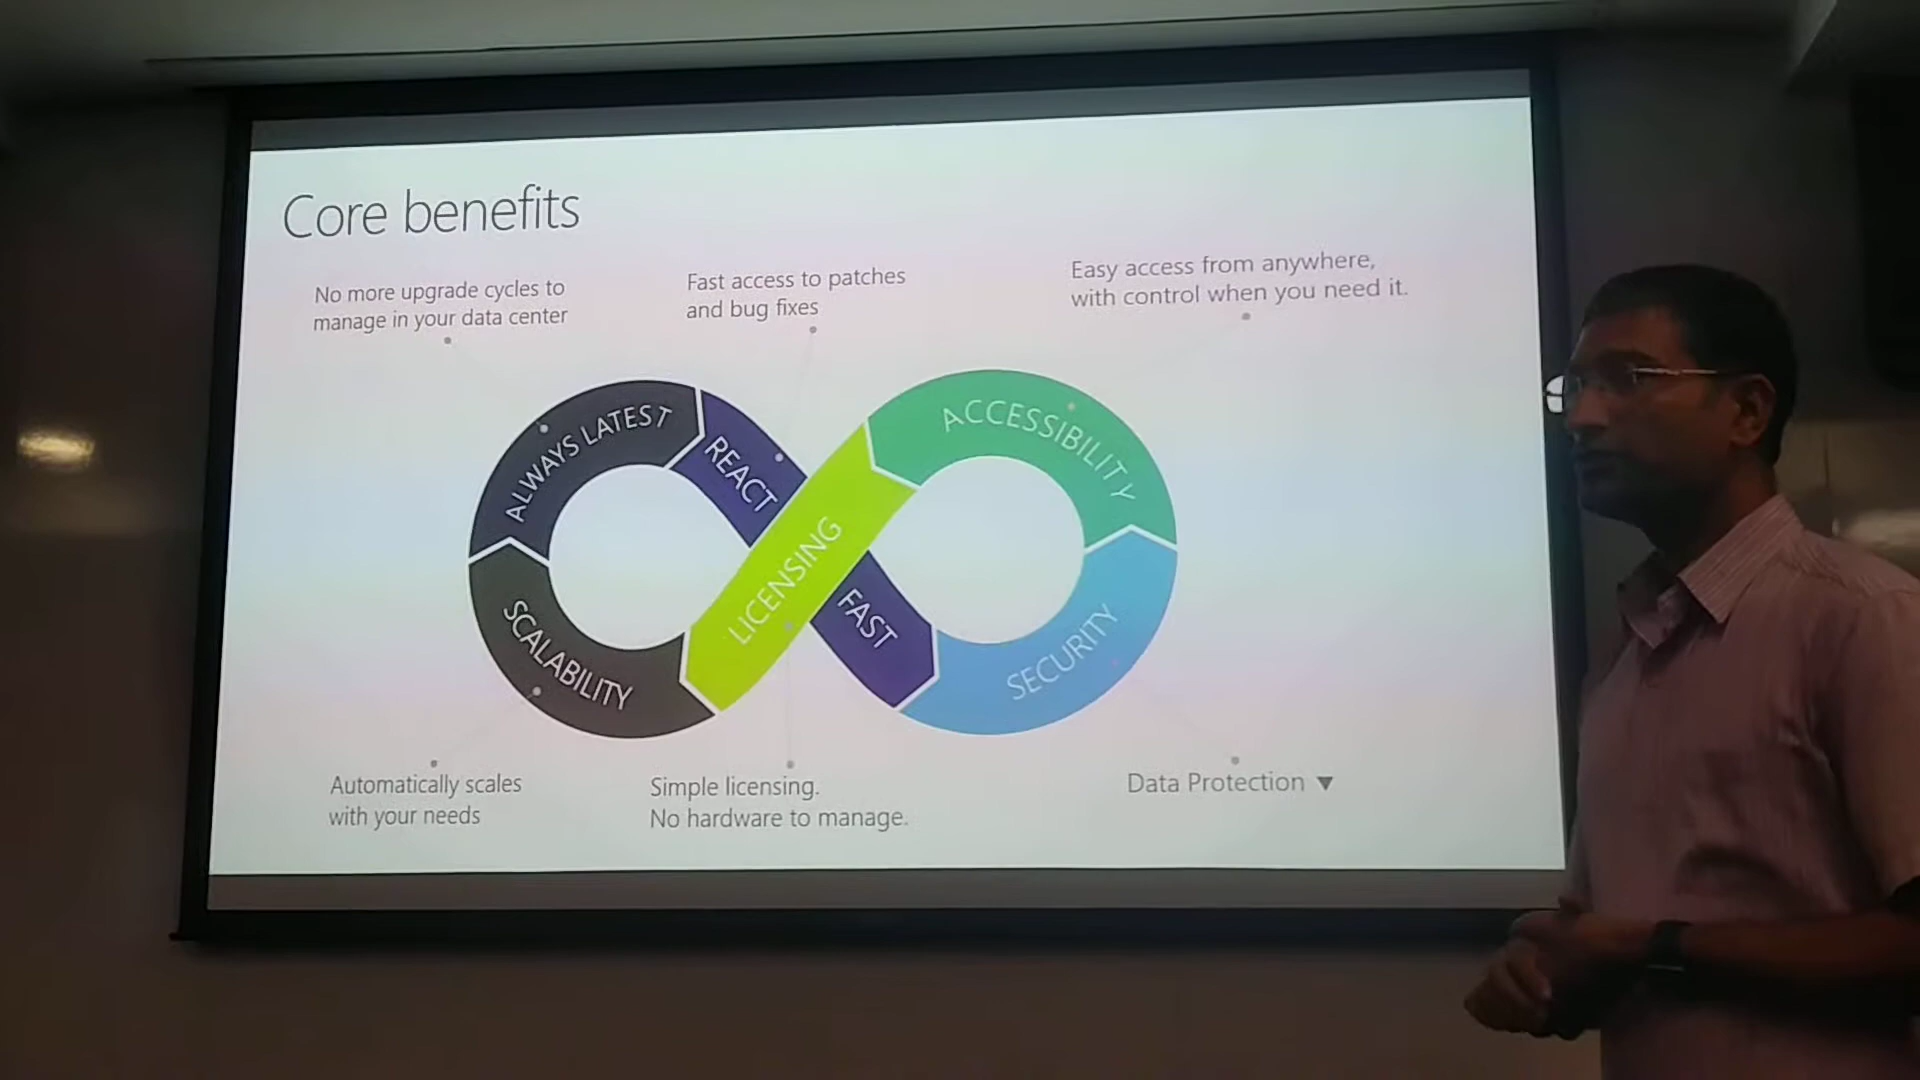 Core benefits
No more upgrade cycles to
manage in your data center
Fast access to patches
and bug fixes
Easy access from anywhere,
with control when you need it.
ALWAYS LATEST
REACT
ACCESSIBILITY
LICENSING
FAST
SCALABILITY
SECURITY
Automatically scales
with your needs
Simple licensing.
No hardware to manage.
Data Protection ▼